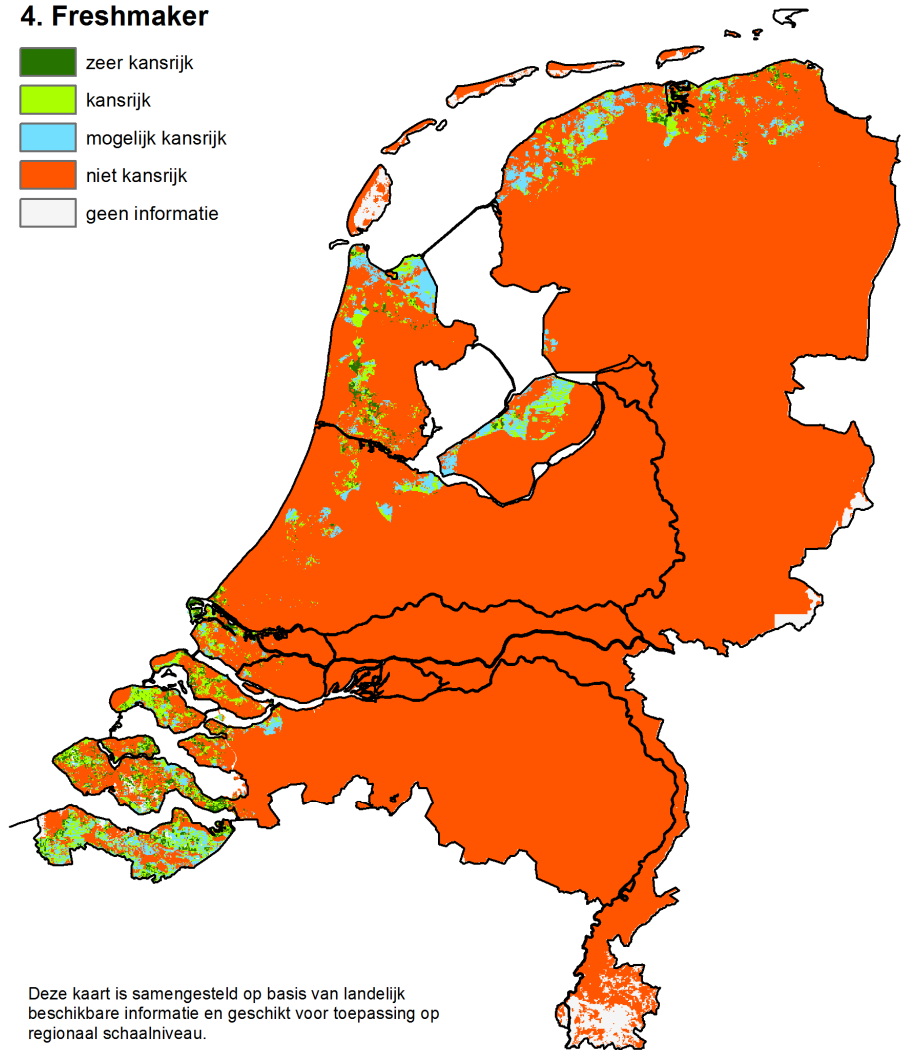 4. Freshmaker
zeer kansrijk
kansrijk
mogelijk kansrijk
niet kansrijk
geen informatie
Deze kaart is samengesteld op basis van landelijk
beschikbare informatie en geschikt voor toepassing op
regionaal schaalniveau.